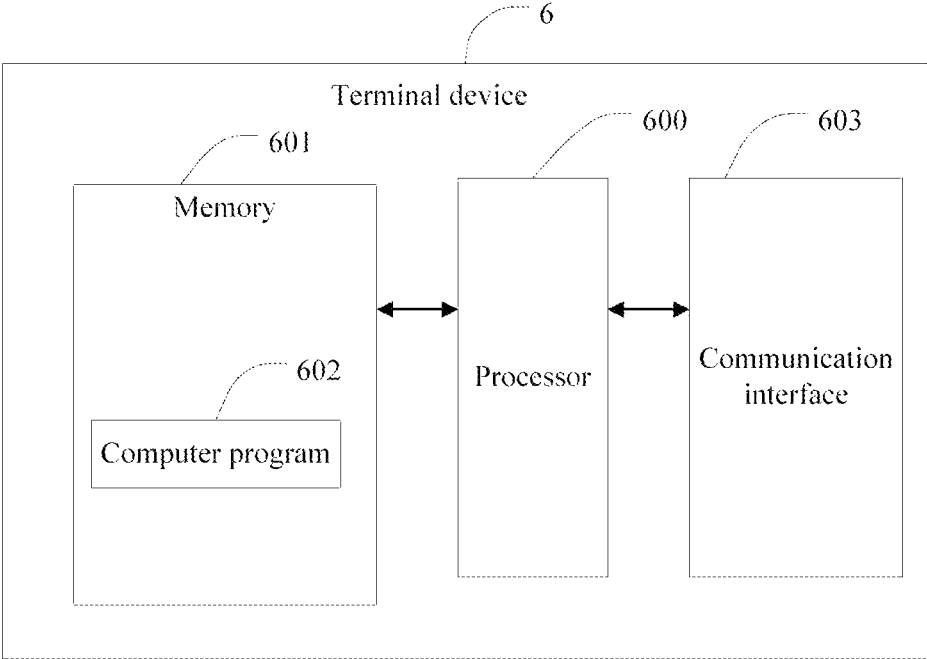 6
Terminal device
601
600
603
Memory
Processor
Communication
interface
602
Computer program